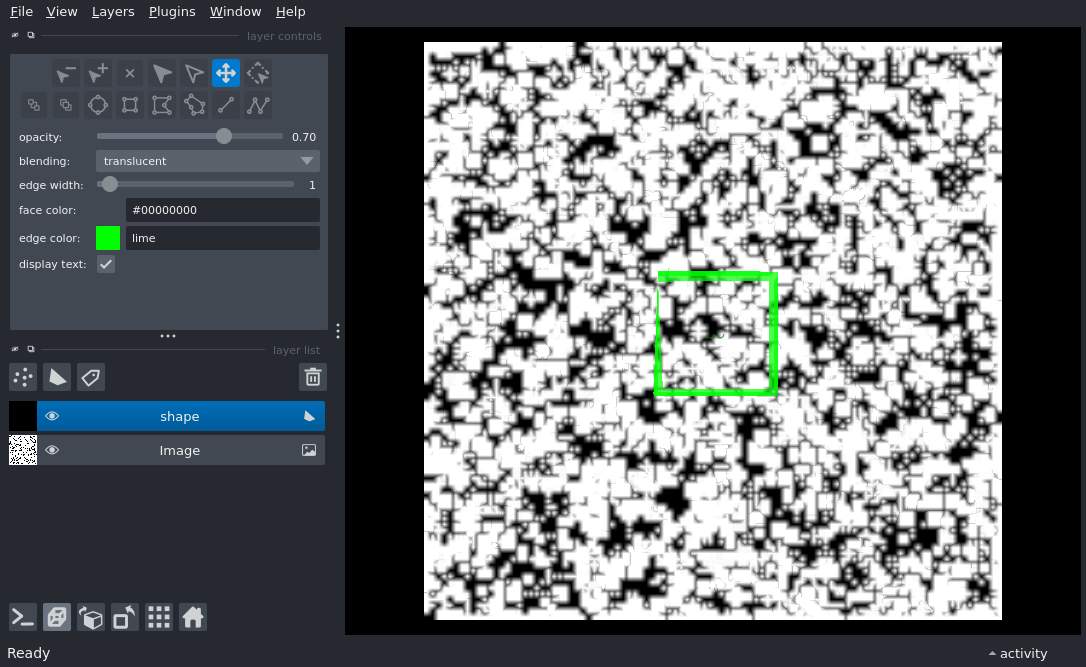 File View Layers Plugins Window Help
layer controls
opacity: 0.70
blending: translucent
edge width: 1
face color: #00000000
edge color: lime
display text:
layer list
shape
Image
Ready
activity